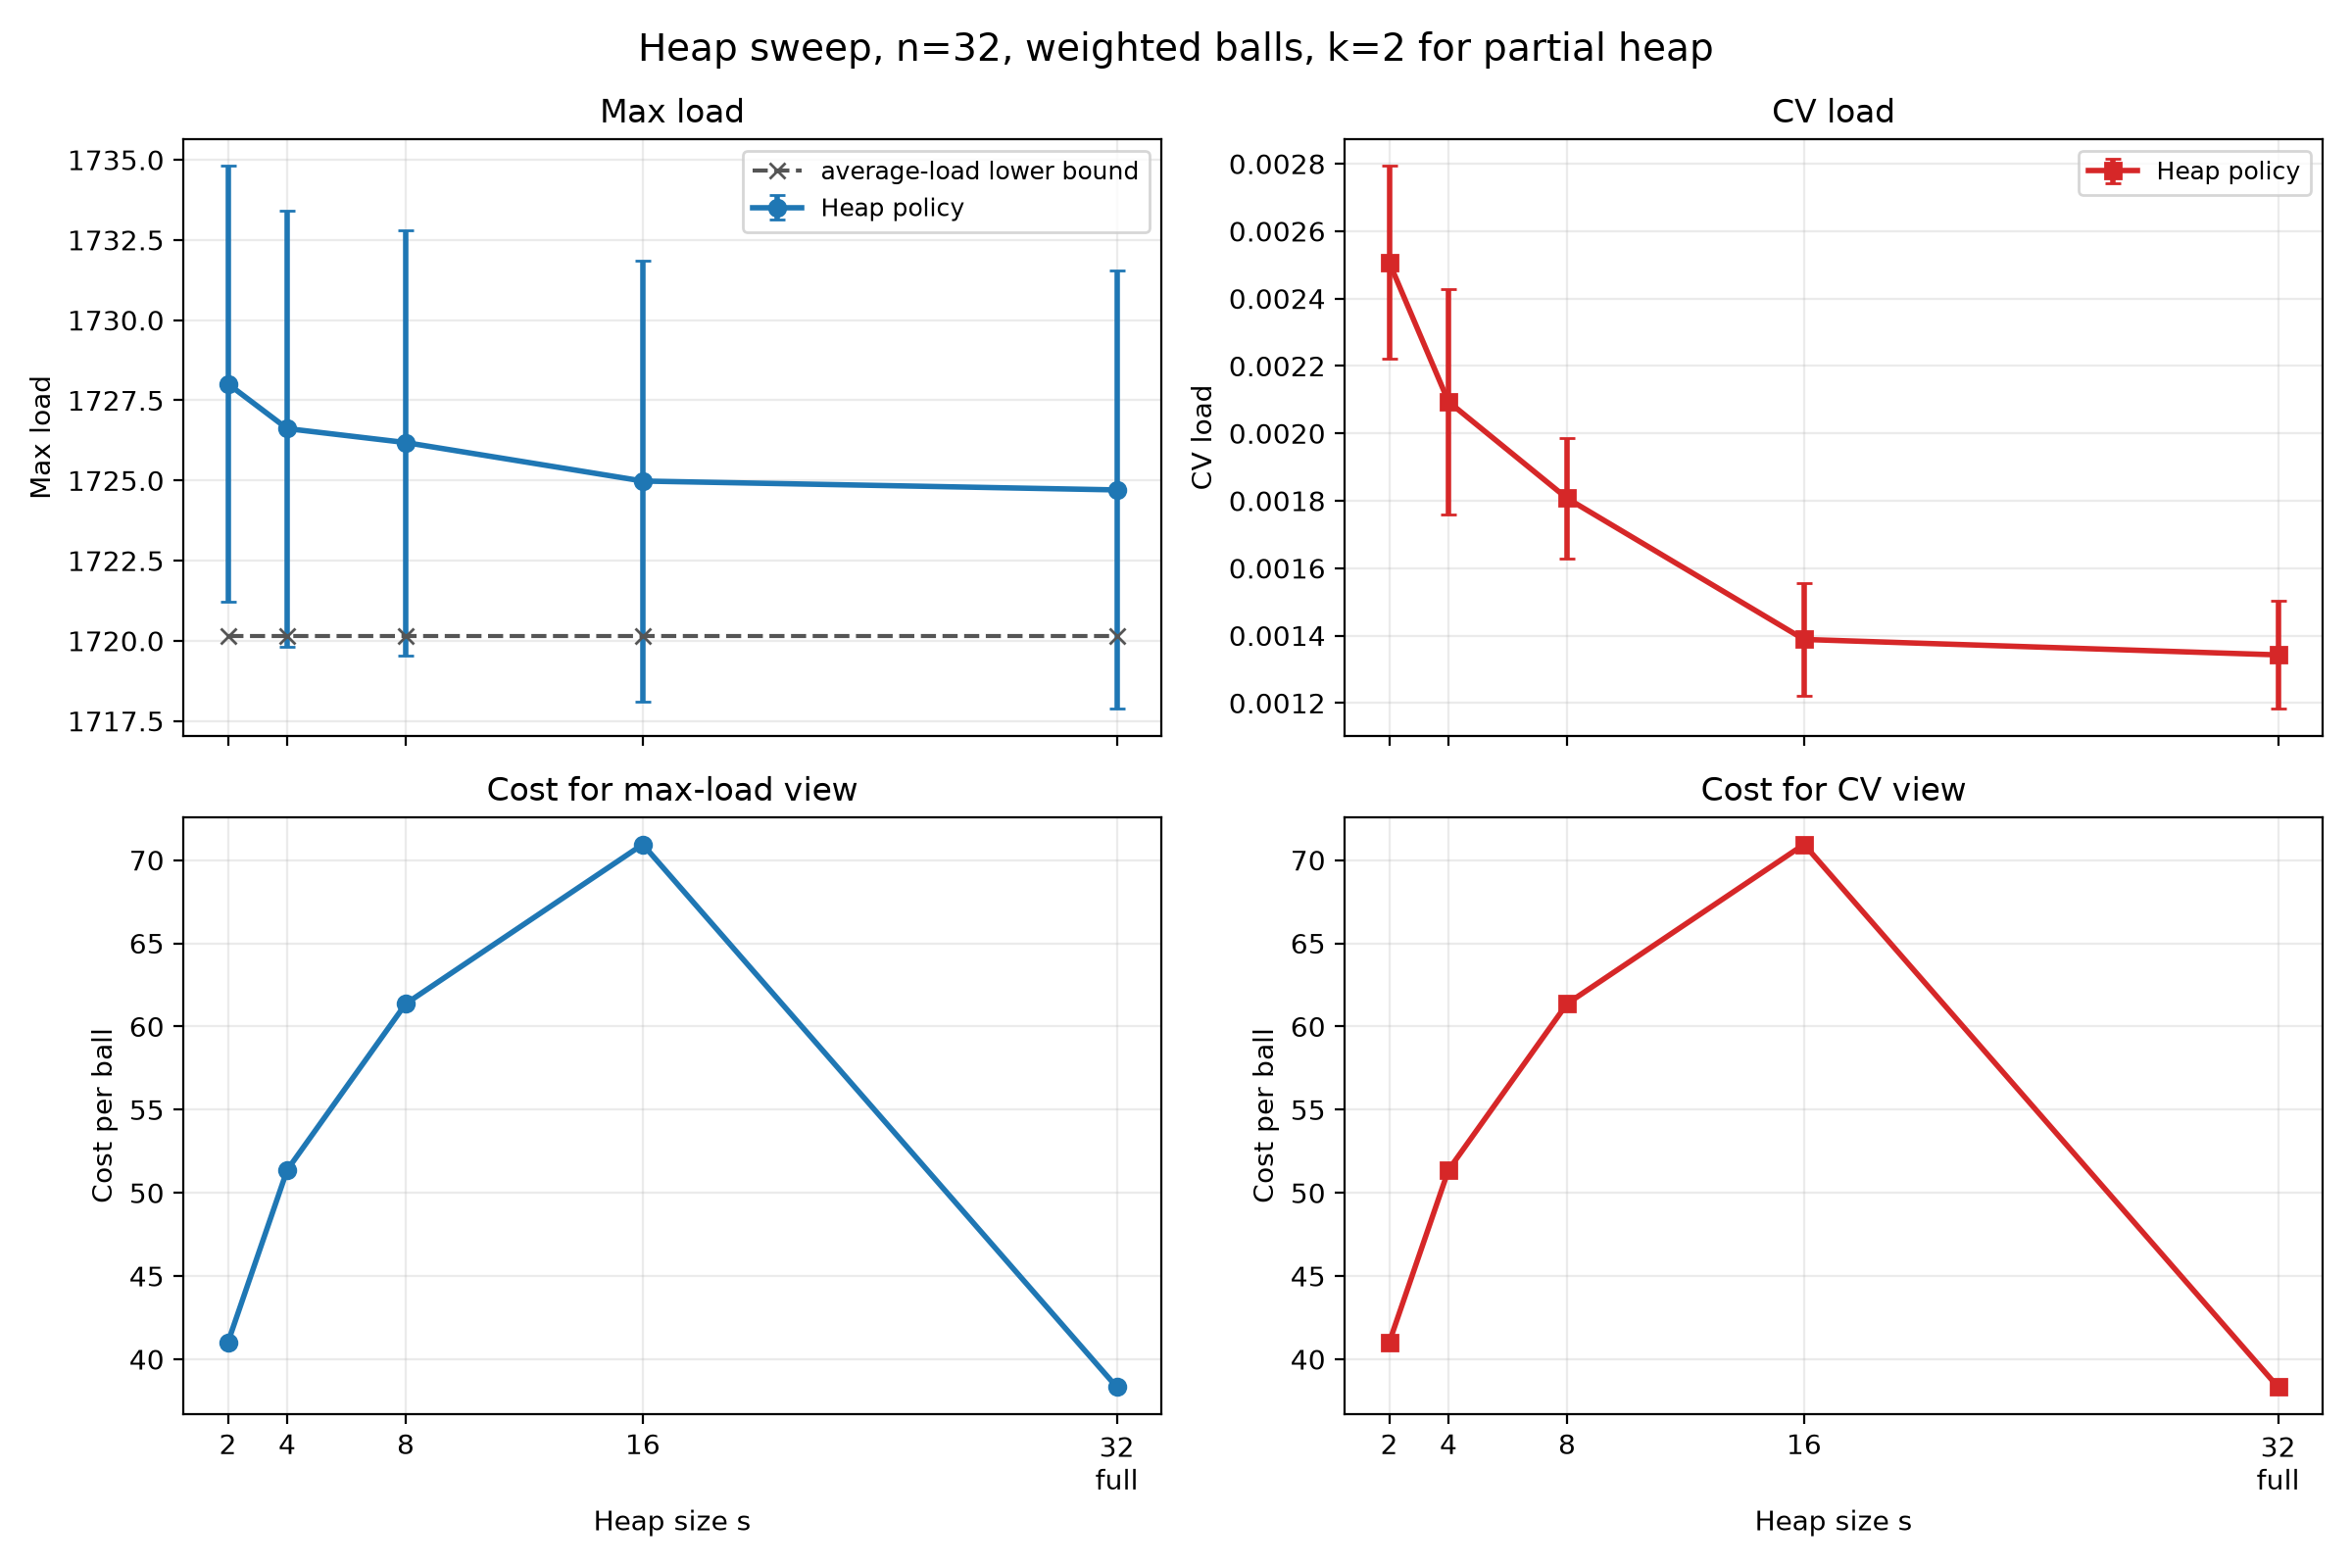 Heap sweep, n=32, weighted balls, k=2 for partial heap
Max load
1735.0
1732.5
1730.0
1727.5
1725.0
1722.5
1720.0
1717.5
Max load
average-load lower bound
Heap policy
CV load
0.0028
0.0026
0.0024
0.0022
0.0020
0.0018
0.0016
0.0014
0.0012
CV load
Heap policy
Cost for max-load view
70
65
60
55
50
45
40
Cost per ball
2 4 8 16 32
full
Heap size s
Cost for CV view
70
65
60
55
50
45
40
Cost per ball
2 4 8 16 32
full
Heap size s